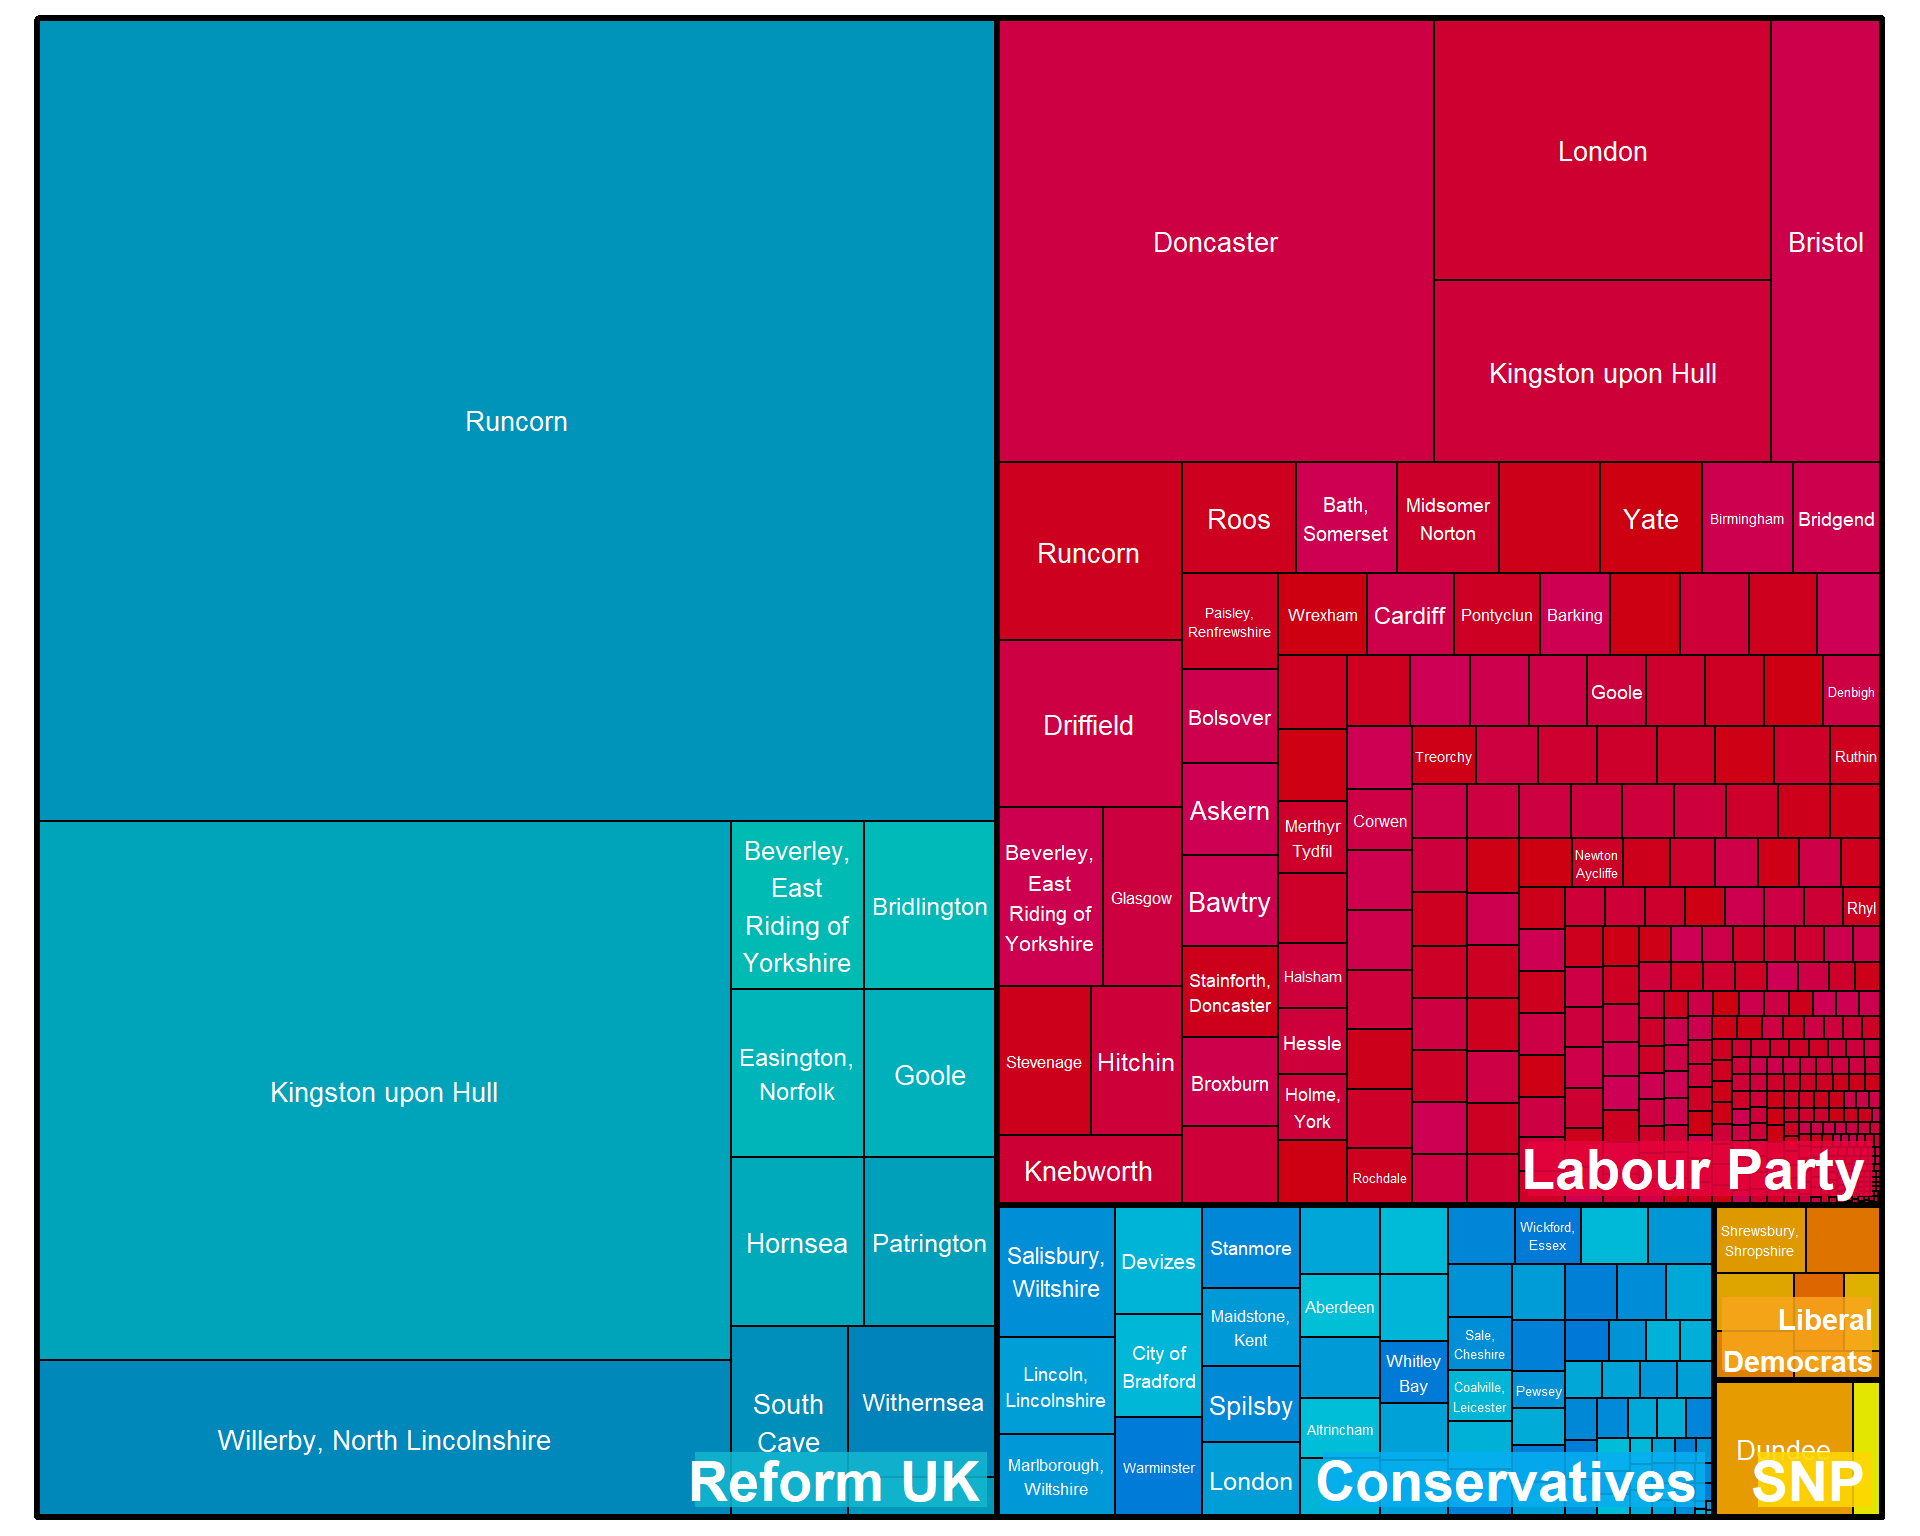 Runcorn
Kingston upon Hull
Willerby, North Lincolnshire
Beverley,
East
Riding of
Yorkshire
Bridlington
Easington,
Norfolk
Goole
Hornsea
Patrington
South
Cave
Withernsea
Reform UK
Doncaster
London
Kingston upon Hull
Bristol
Runcorn
Driffield
Beverley,
East
Riding of
Yorkshire
Glasgow
Stevenage
Hitchin
Knebworth
Roos
Bath,
Somerset
Midsomer
Norton
Yate
Birmingham
Bridgend
Paisley,
Renfrewshire
Bolsover
Askern
Bawtry
Stainforth,
Doncaster
Broxburn
Wrexham
Cardiff
Pontyclun
Barking
Merthyr
Tydfil
Halsham
Hessle
Holme,
York
Goole
Denbigh
Corwen
Rochdale
Treorchy
Ruthin
Newton
Aycliffe
Rhyl
Labour Party
Salisbury,
Wiltshire
Lincoln,
Lincolnshire
Marlborough,
Wiltshire
Devizes
City of
Bradford
Warminster
Stanmore
Maidstone,
Kent
Spilsby
London
Aberdeen
Altrincham
Whitley
Bay
Sale,
Cheshire
Coalville,
Leicester
Wickford,
Essex
Pewsey
Conservatives
Shrewsbury,
Shropshire
Liberal
Democrats
Dundee
SNP